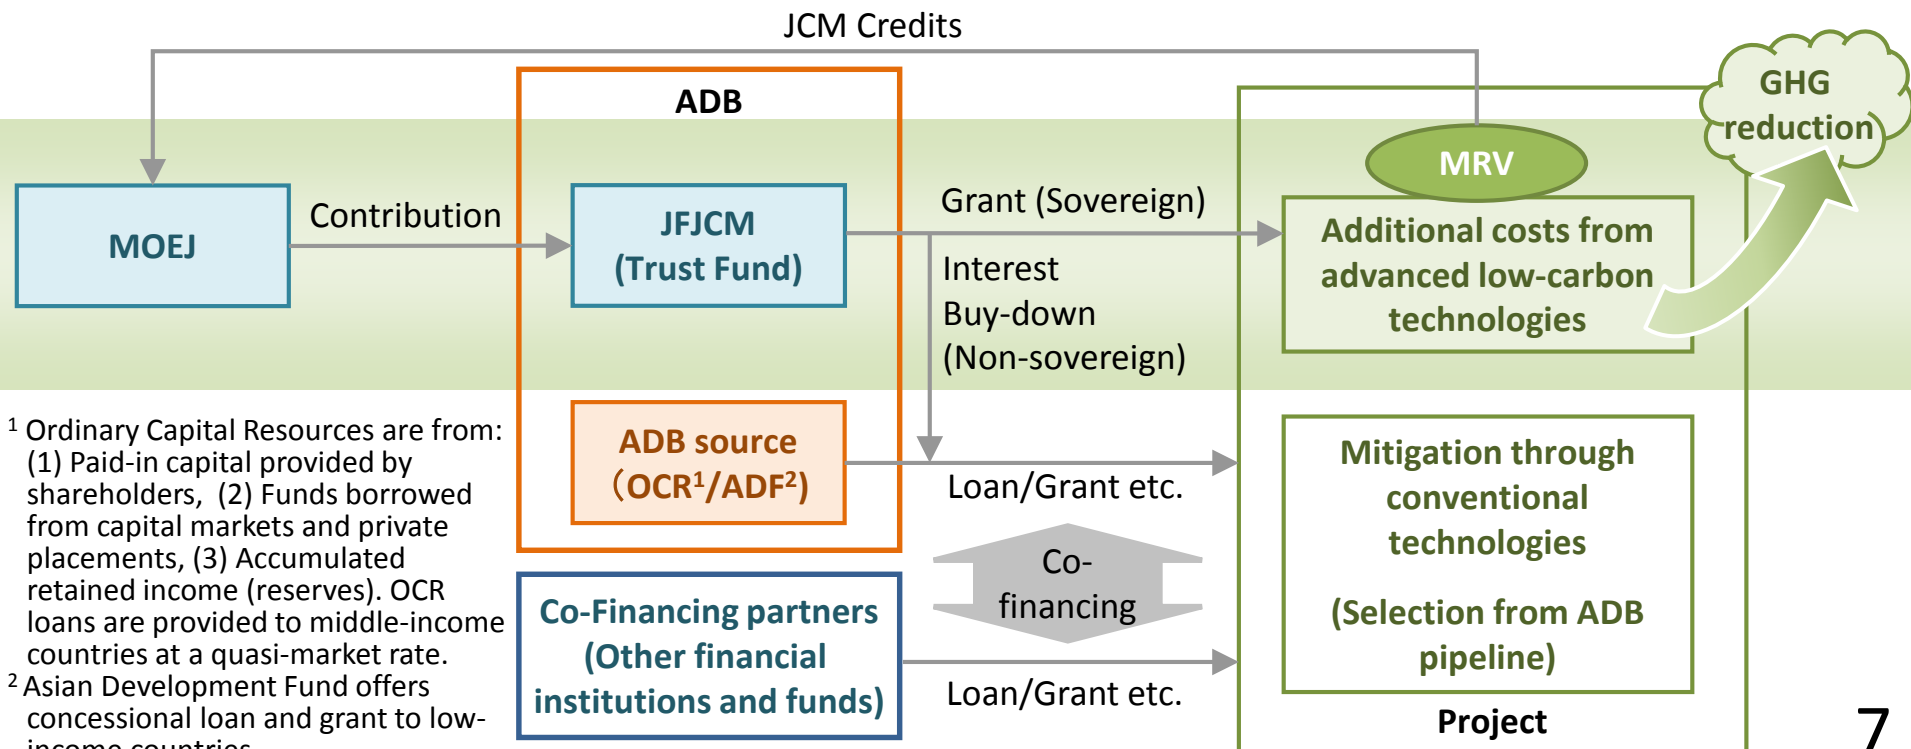 JCM Credits
GHG
reduction
ADB
MRV
MOEJ
Contribution
JFJCM
(Trust Fund)
Grant (Sovereign)
Interest
Buy-down
(Non-sovereign)
Additional costs from
advanced low-carbon
technologies
ADB source
（OCR¹/ADF²)
Loan/Grant etc.
Co-
financing
Mitigation through
conventional
technologies
(Selection from ADB
pipeline)
Co-Financing partners
(Other financial
institutions and funds)
Loan/Grant etc.
Project
¹ Ordinary Capital Resources are from:
(1) Paid-in capital provided by
shareholders, (2) Funds borrowed
from capital markets and private
placements, (3) Accumulated
retained income (reserves). OCR
loans are provided to middle-income
countries at a quasi-market rate.
² Asian Development Fund offers
concessional loan and grant to low-
income countries
7